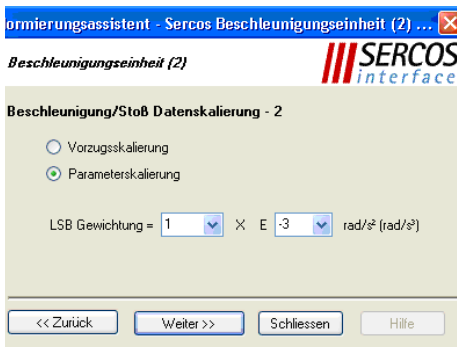 ormierungsassistent - Sercos Beschleunigungseinheit (2) ...
Beschleunigungseinheit (2)
SERCOS
interface
Beschleunigung/Stoß Datenskalierung - 2
Vorzugsskalierung
Parameterskalierung
LSB Gewichtung = 1 X E -3 rad/s² (rad/s³)
<< Zurück Weiter >> Schliessen Hilfe